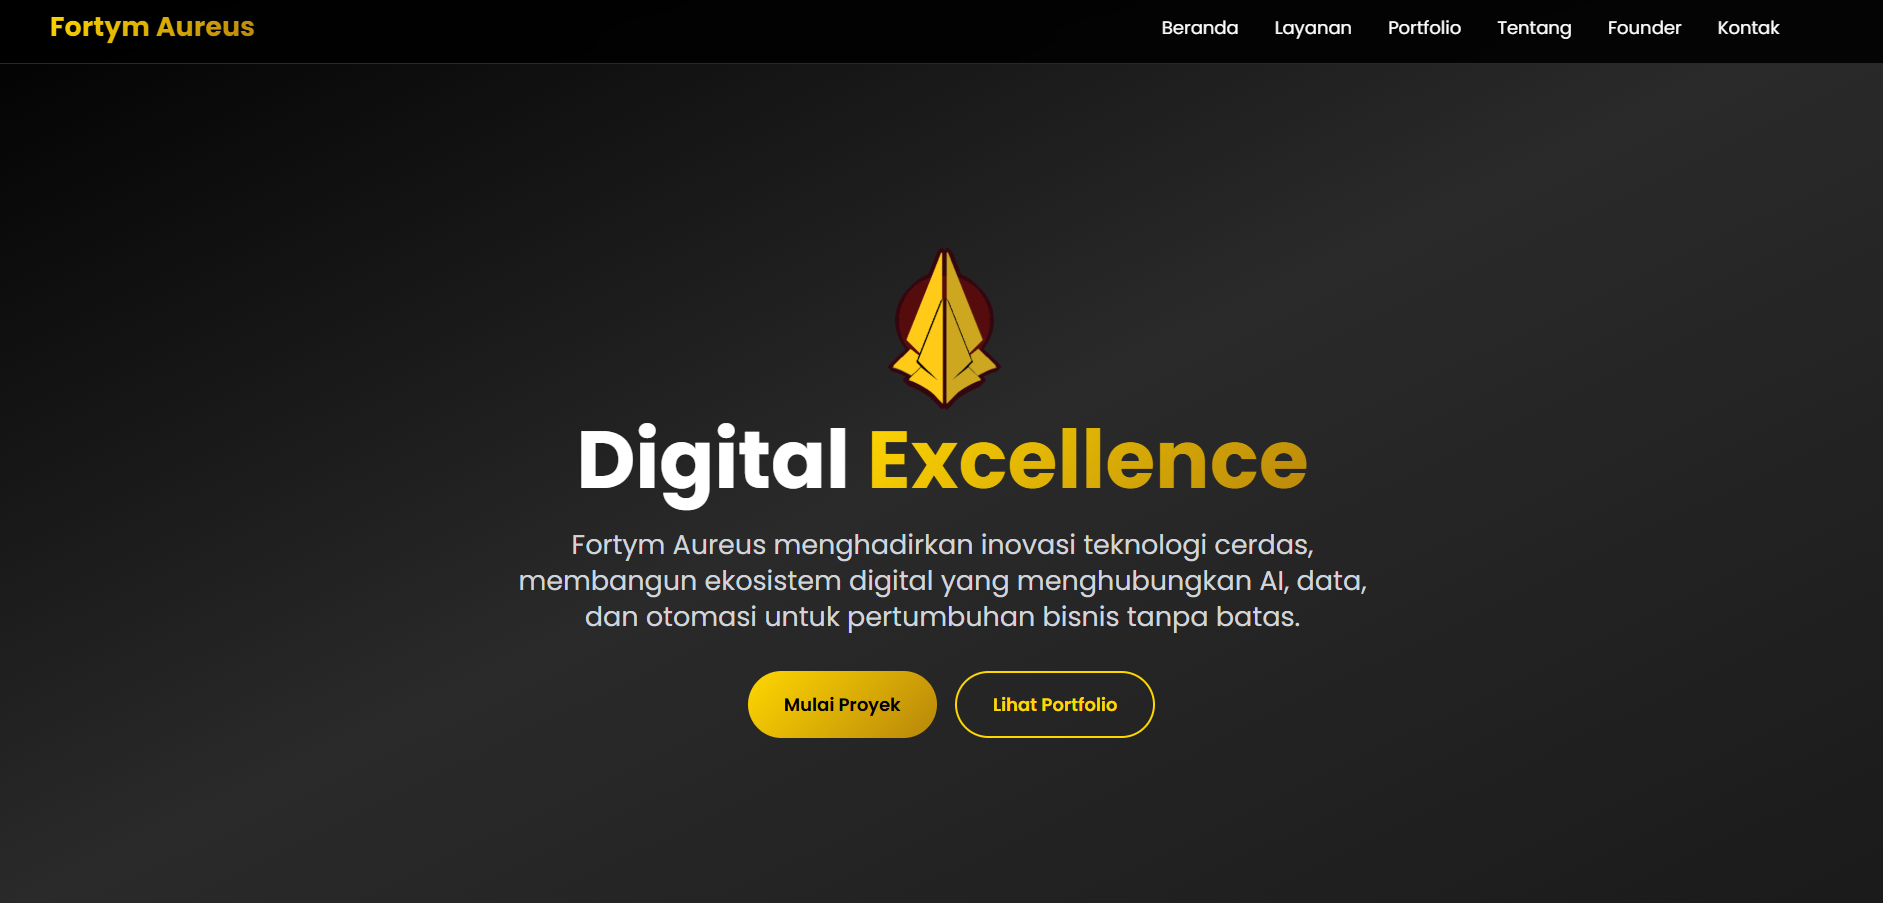 Fortym Aureus
Beranda Layanan Portfolio Tentang Founder Kontak
Digital Excellence
Fortym Aureus menghadirkan inovasi teknologi cerdas,
membangun ekosistem digital yang menghubungkan AI, data,
dan otomasi untuk pertumbuhan bisnis tanpa batas.
Mulai Proyek
Lihat Portfolio